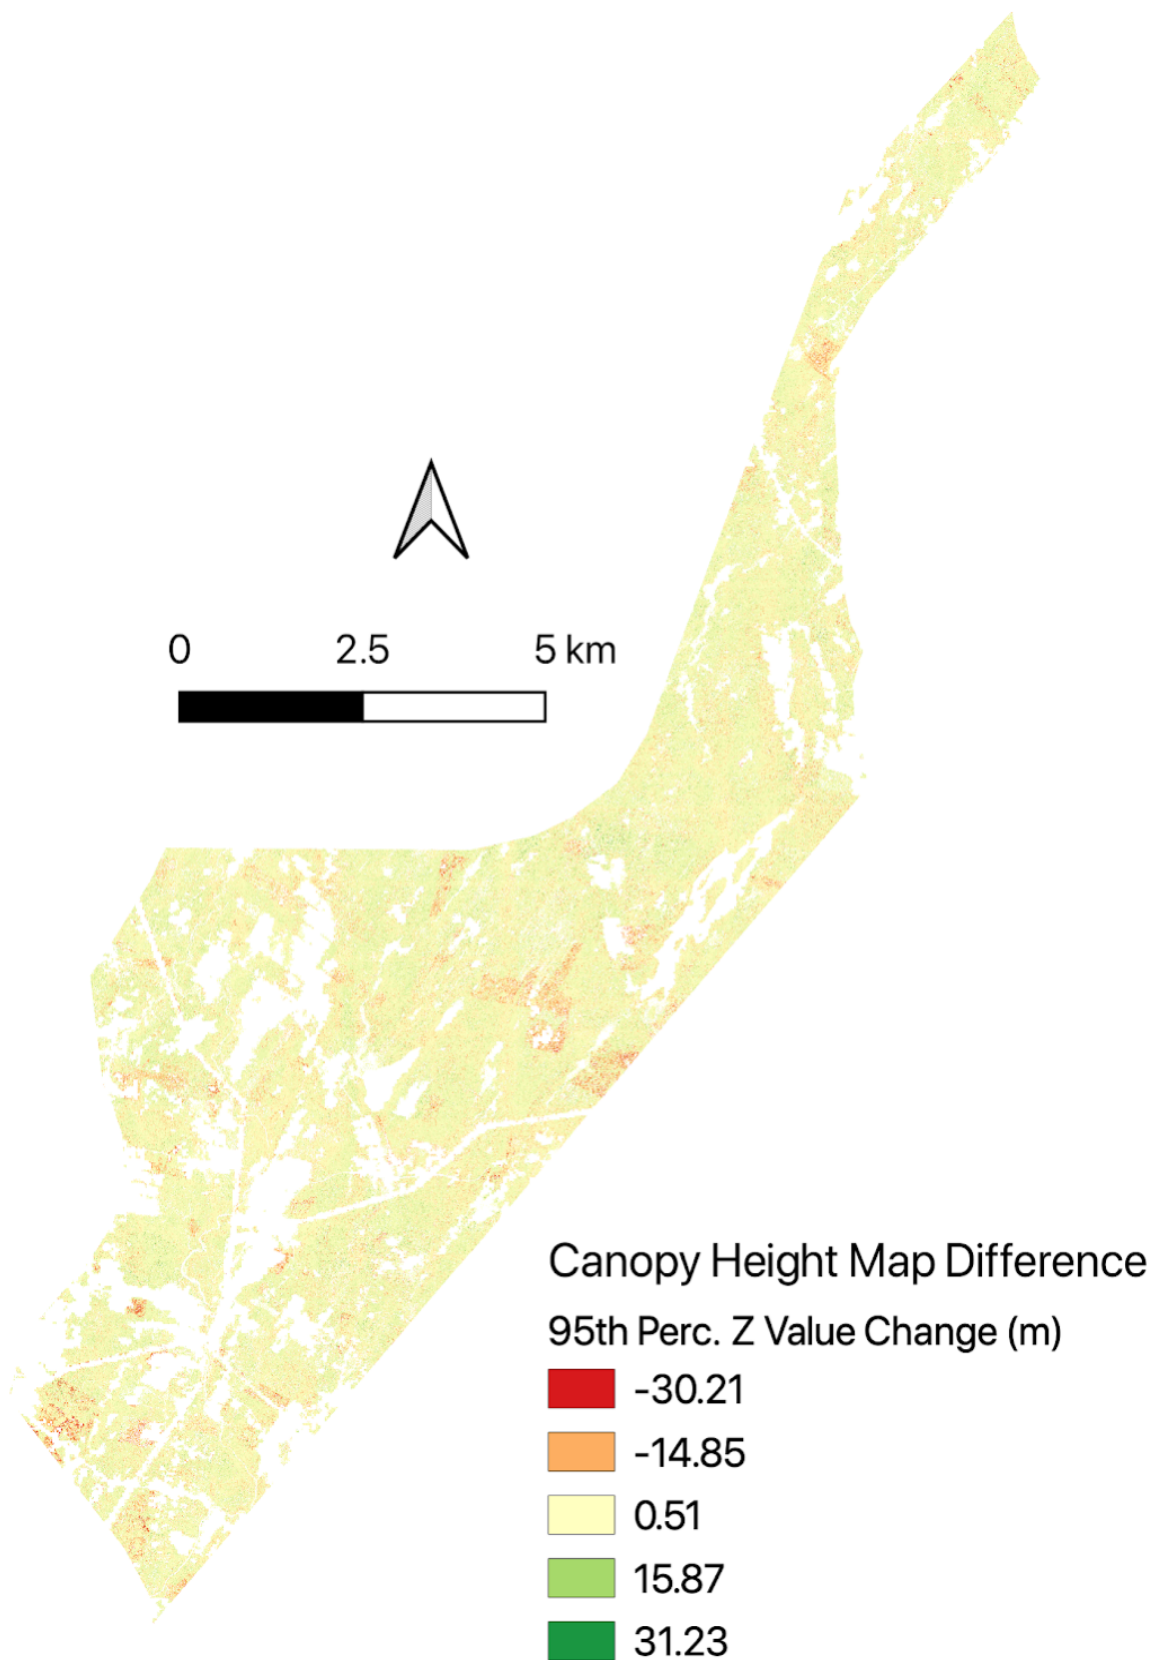 0 2.5 5 km
Canopy Height Map Difference
95th Perc. Z Value Change (m)
-30.21
-14.85
0.51
15.87
31.23